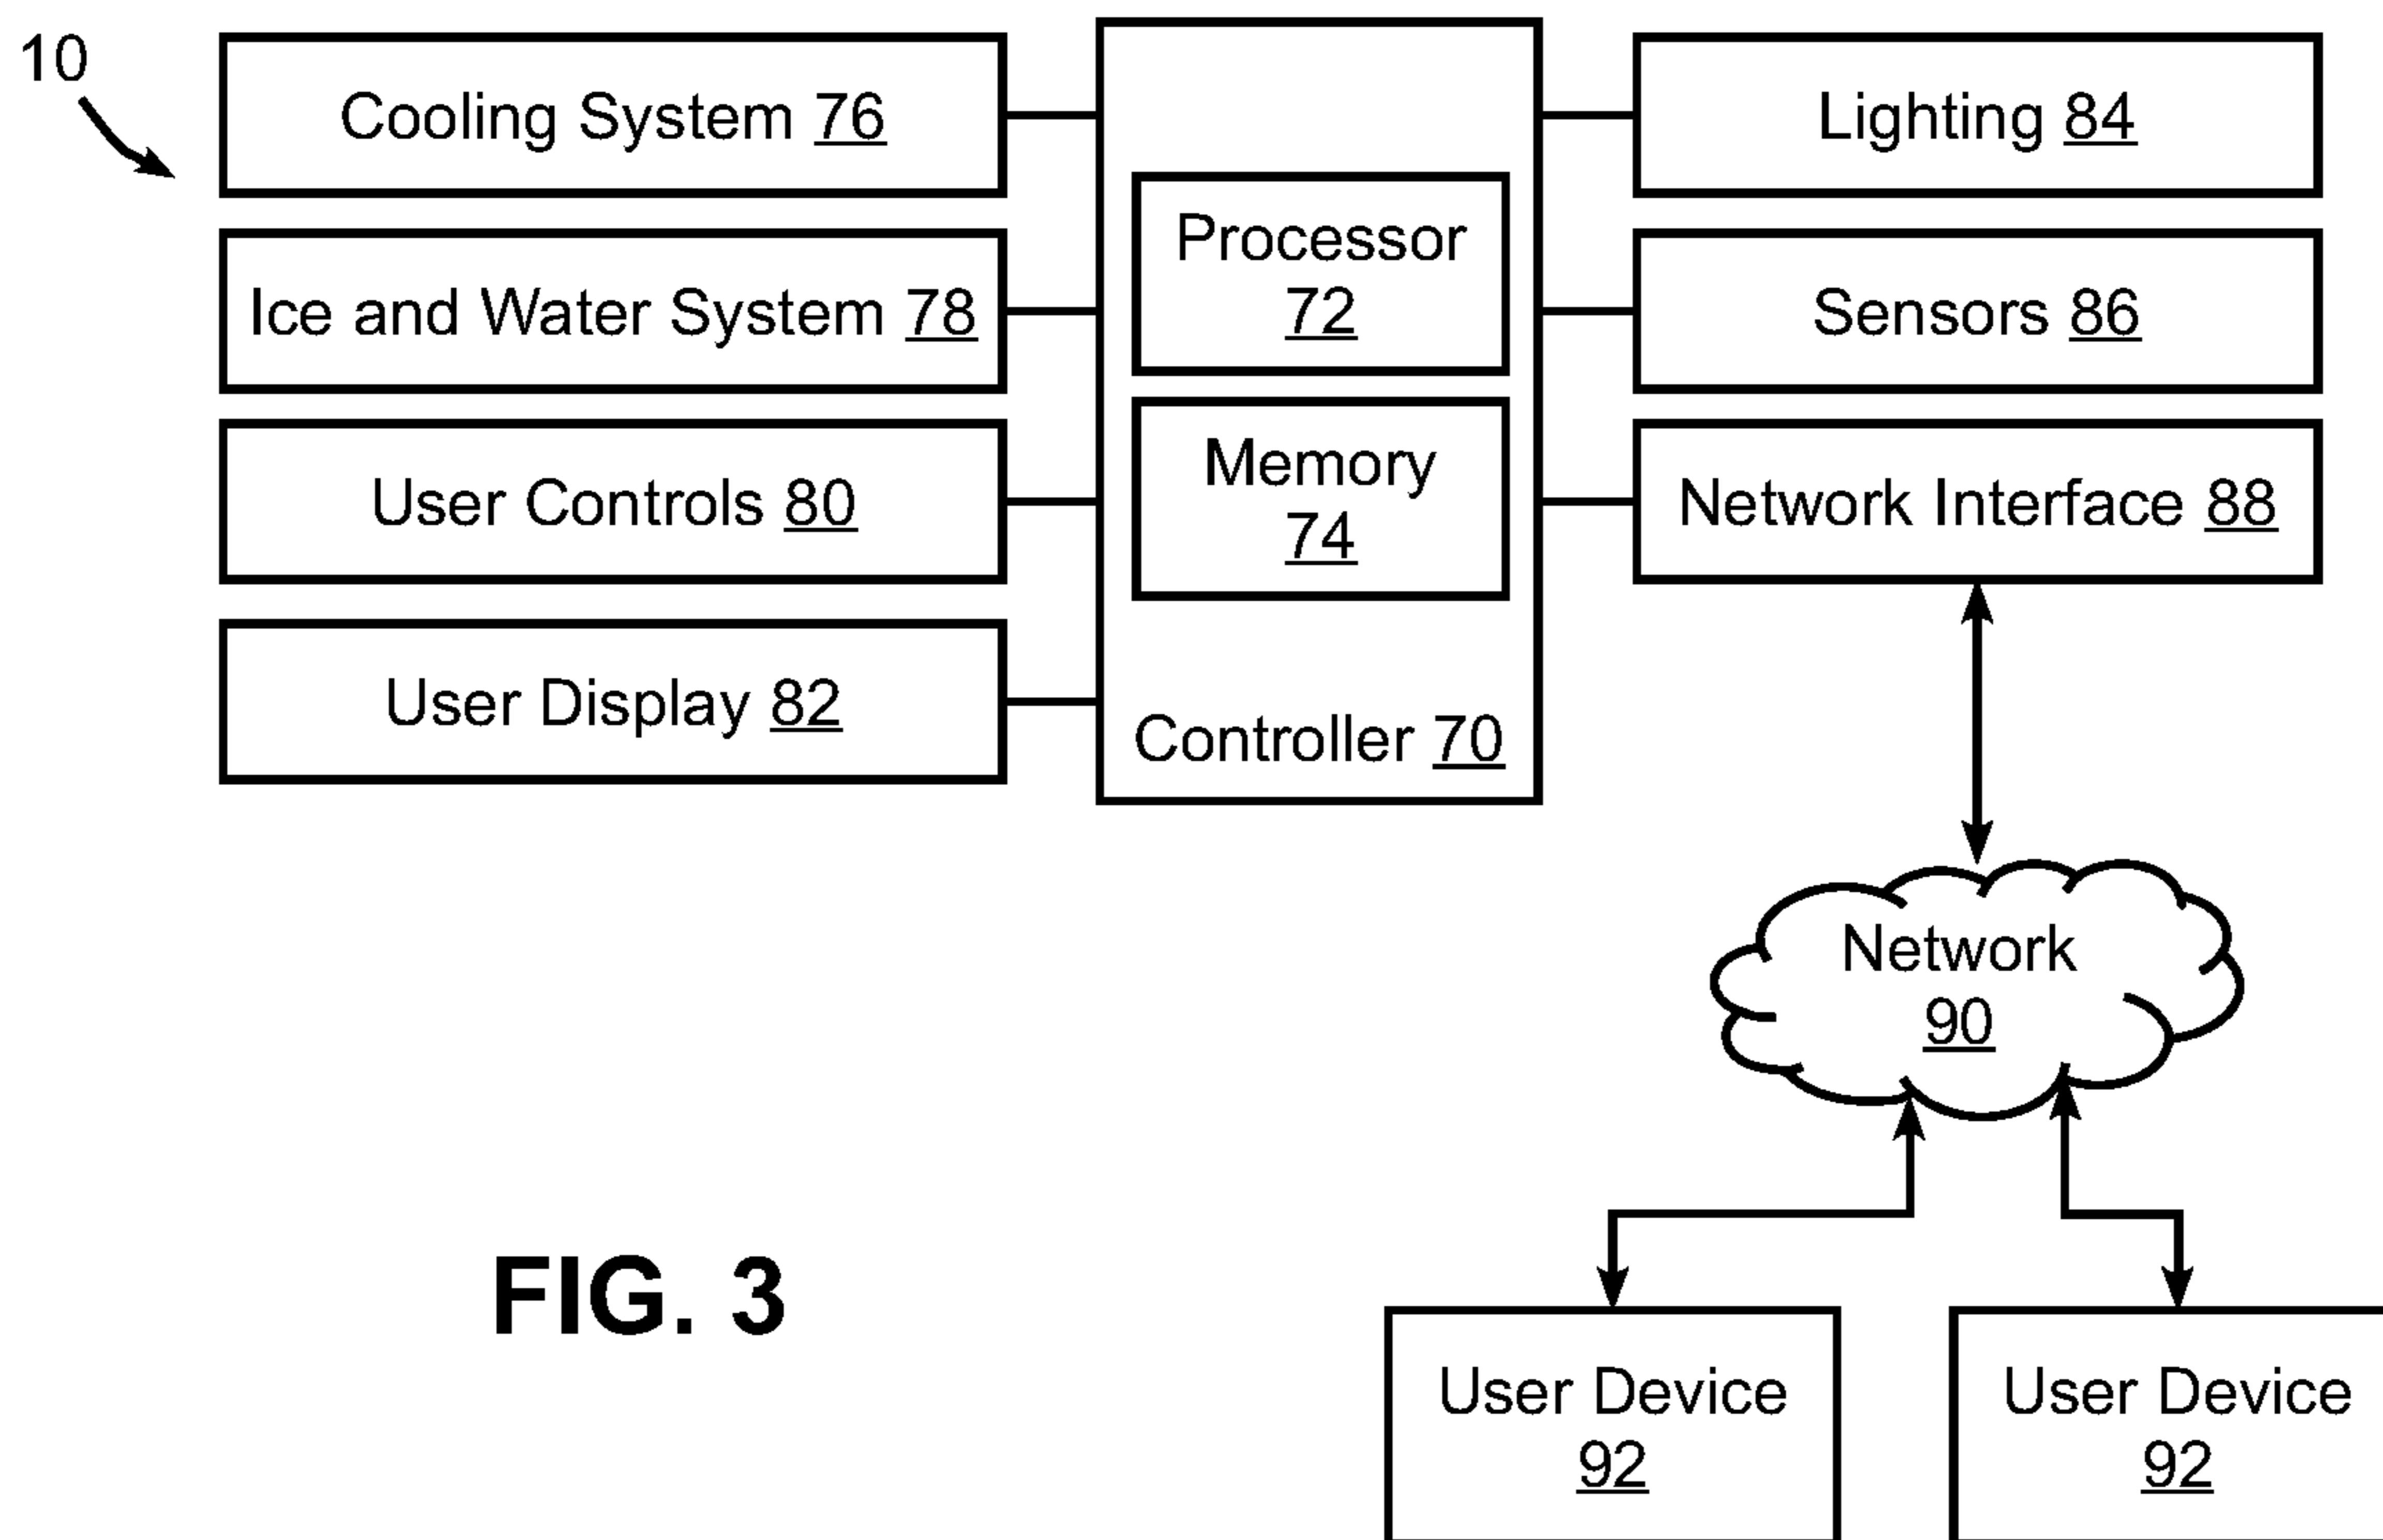 10
Cooling System 76
Ice and Water System 78
User Controls 80
User Display 82
Processor
72
Memory
74
Controller 70
Lighting 84
Sensors 86
Network Interface 88
Network
90
User Device
92
User Device
92
FIG. 3